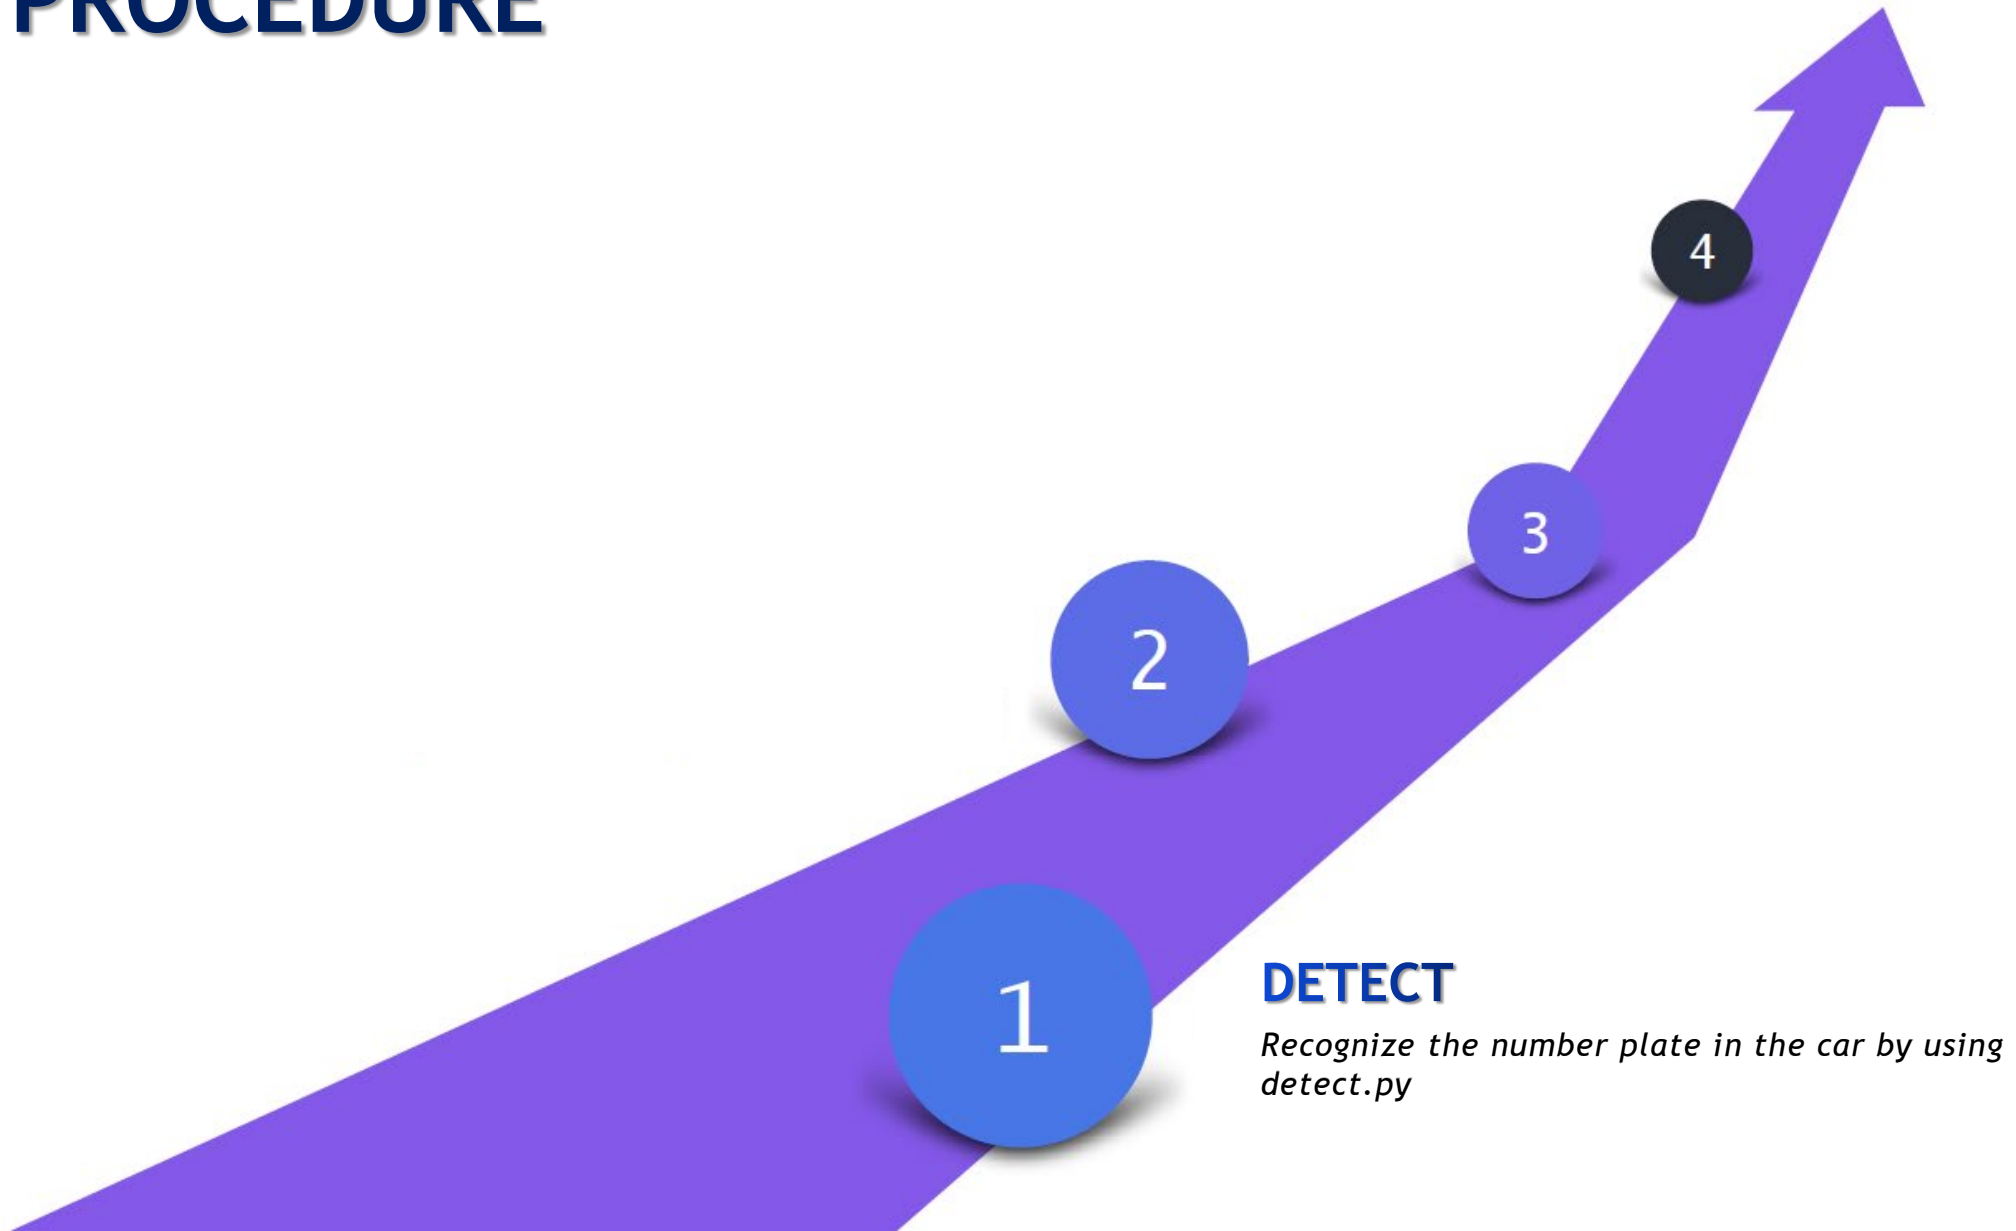 PROCEDURE
4
3
2
1
DETECT
Recognize the number plate in the car by using
detect.py